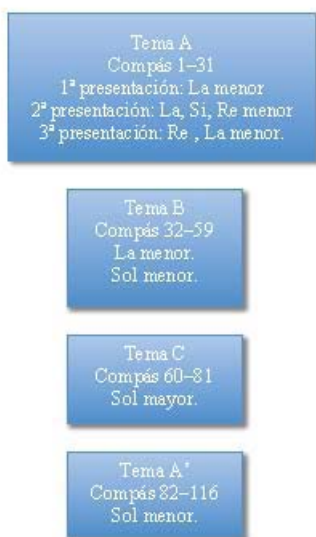 Tema A
Compás 1–31
1ª presentación: La menor
2ª presentación: La, Si, Re menor
3ª presentación: Re , La menor.
Tema B
Compás 32–59
La menor.
Sol menor.
Tema C
Compás 60–81
Sol mayor.
Tema A'
Compás 82–116
Sol menor.